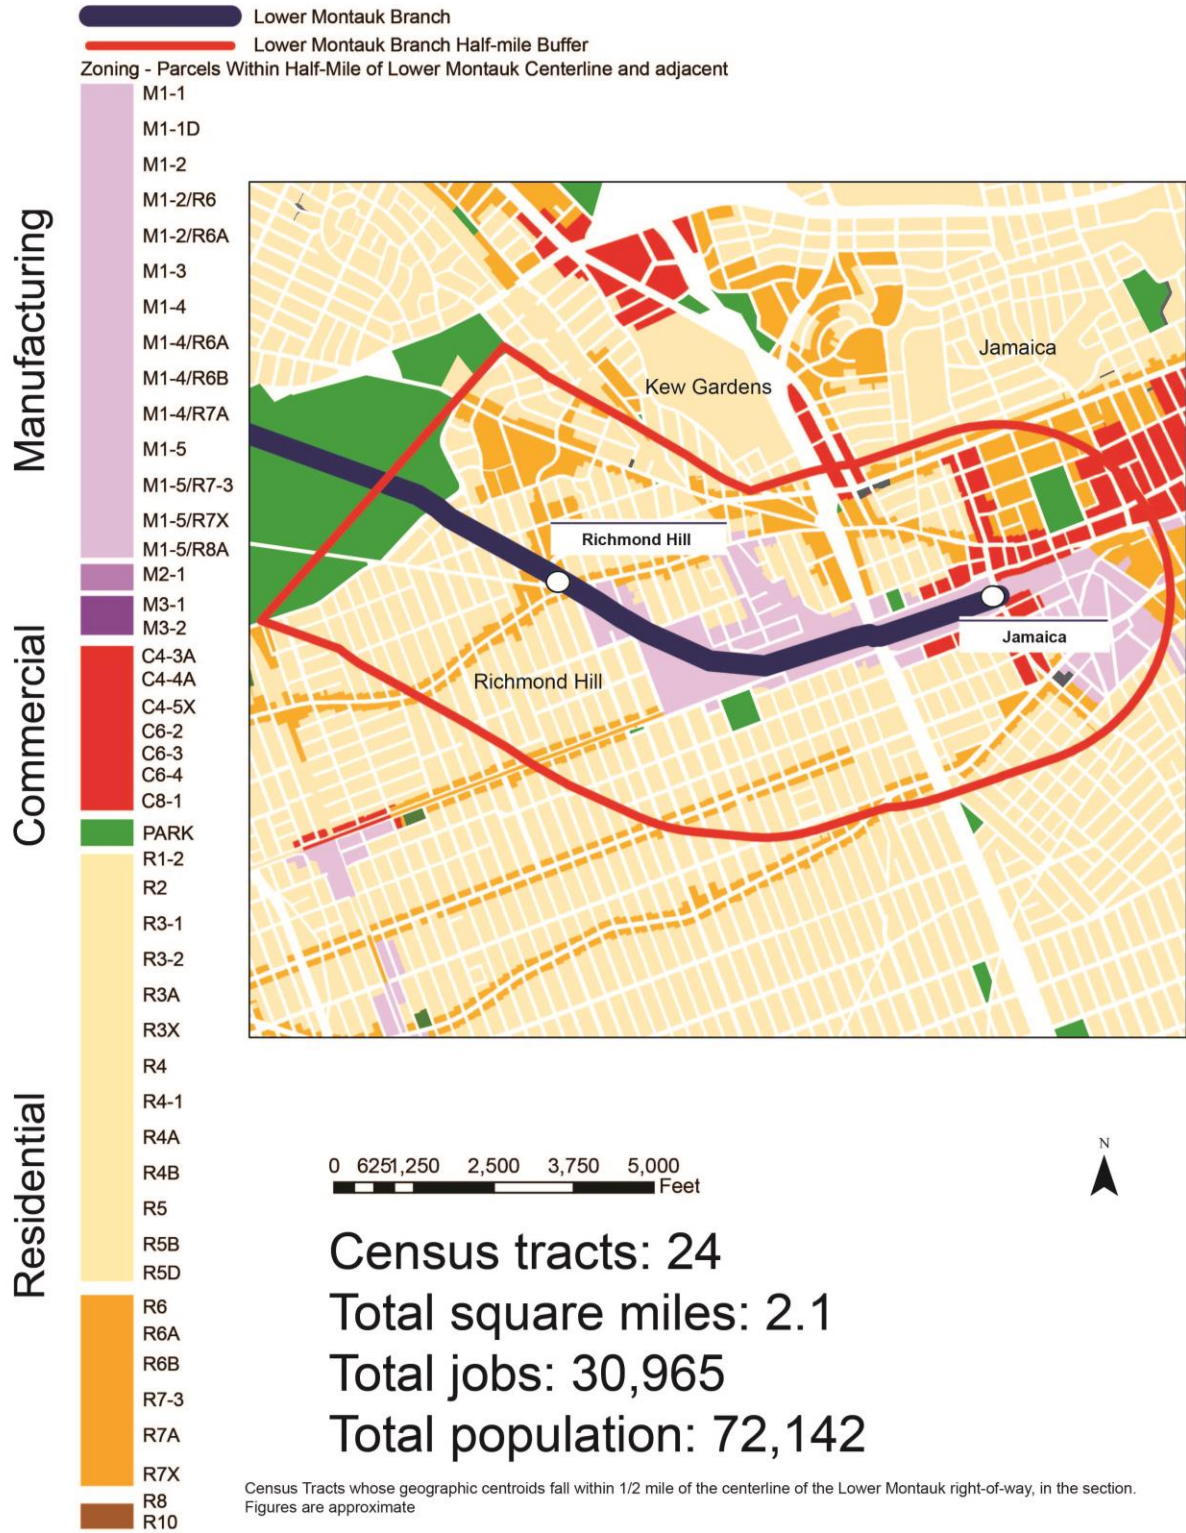 Lower Montauk Branch
Lower Montauk Branch Half-mile Buffer
Zoning - Parcels Within Half-Mile of Lower Montauk Centerline and adjacent
Manufacturing
M1-1
M1-1D
M1-2
M1-2/R6
M1-2/R6A
M1-3
M1-4
M1-4/R6A
M1-4/R6B
M1-4/R7A
M1-5
M1-5/R7-3
M1-5/R7X
M1-5/R8A
M2-1
M3-1
M3-2
Commercial
C4-3A
C4-4A
C4-5X
C6-2
C6-3
C6-4
C8-1
PARK
Residential
R1-2
R2
R3-1
R3-2
R3A
R3X
R4
R4-1
R4A
R4B
R5
R5B
R5D
R6
R6A
R6B
R7-3
R7A
R7X
R8
R10
Jamaica
Kew Gardens
Richmond Hill
Jamaica
Richmond Hill
0 625 1,250 2,500 3,750 5,000
Feet
N
Census tracts: 24
Total square miles: 2.1
Total jobs: 30,965
Total population: 72,142
Census Tracts whose geographic centroids fall within 1/2 mile of the centerline of the Lower Montauk right-of-way, in the section.
Figures are approximate